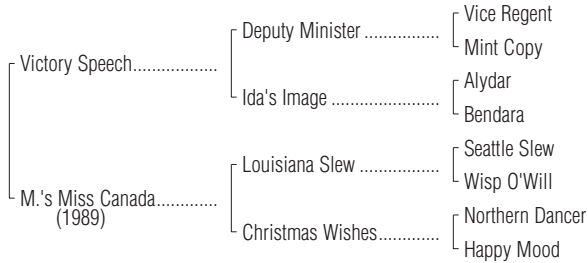 Vice Regent
Deputy Minister ..................
Mint Copy
Victory Speech..................
Alydar
Ida's Image .........................
Bendara
Seattle Slew
Louisiana Slew ...................
Wisp O'Will
M.'s Miss Canada.............
(1989)
Northern Dancer
Christmas Wishes..............
Happy Mood